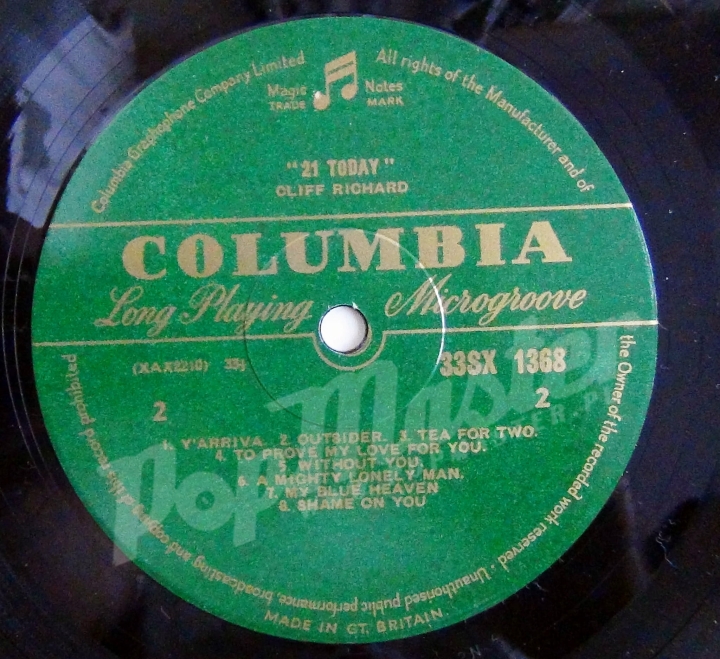 Columbia Graphophone Company Limited
All rights of the Manufacturer and of
Magic Notes
TRADE MARK
"21 TODAY"
CLIFF RICHARD
COLUMBIA
Long Playing Microgroove
(XAX2210) 33⅓ 33SX 1368
2 2
1. Y'ARRIVA. 2. OUTSIDER. 3. TEA FOR TWO.
4. TO PROVE MY LOVE FOR YOU.
5. WITHOUT YOU.
6. A MIGHTY LONELY MAN.
7. MY BLUE HEAVEN
8. SHAME ON YOU
the Owner of the recorded work reserved · Unauthorised public performance, broadcasting and copying of this record prohibited
MADE IN GT. BRITAIN
Pop Master